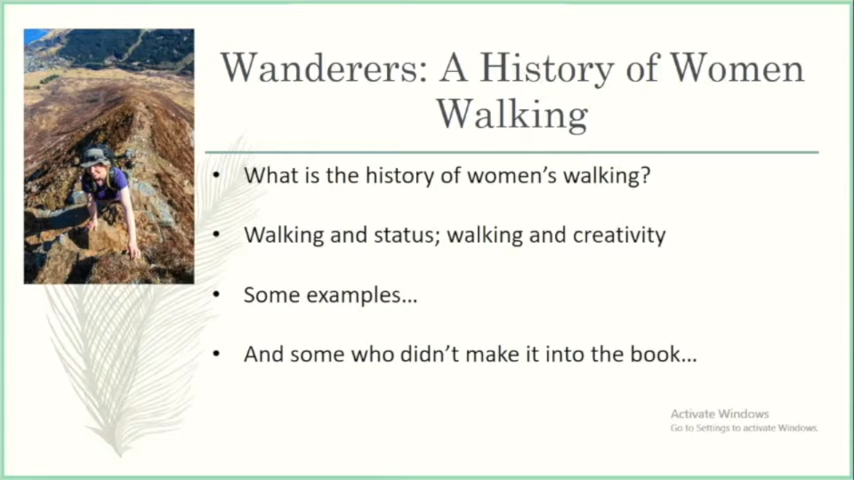 Wanderers: A History of Women
Walking
• What is the history of women’s walking?
• Walking and status; walking and creativity
• Some examples…
• And some who didn’t make it into the book…
Activate Windows
Go to Settings to activate Windows.